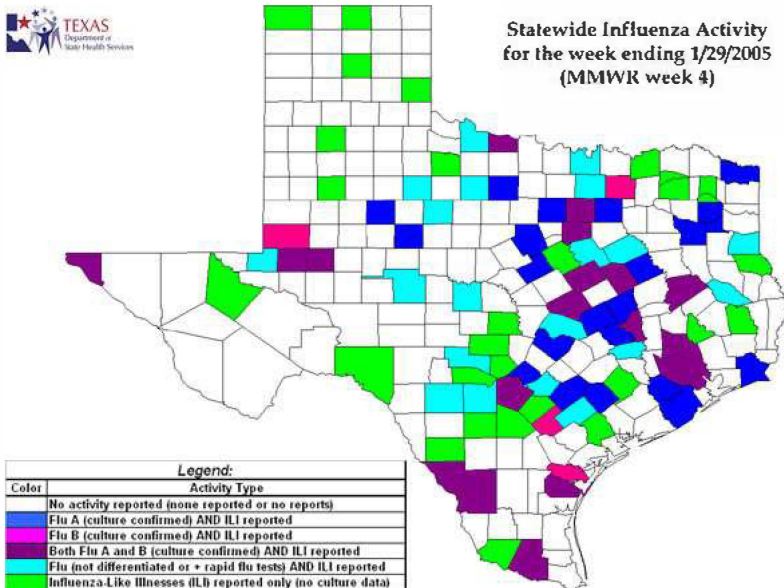 TEXAS
Department of
State Health Services
Statewide Influenza Activity
for the week ending 1/29/2005
(MMWR week 4)
Legend:
Color Activity Type
No activity reported (none reported or no reports)
Flu A (culture confirmed) AND ILI reported
Flu B (culture confirmed) AND ILI reported
Both Flu A and B (culture confirmed) AND ILI reported
Flu (not differentiated or + rapid flu tests) AND ILI reported
Influenza-Like Illnesses (ILI) reported only (no culture data)